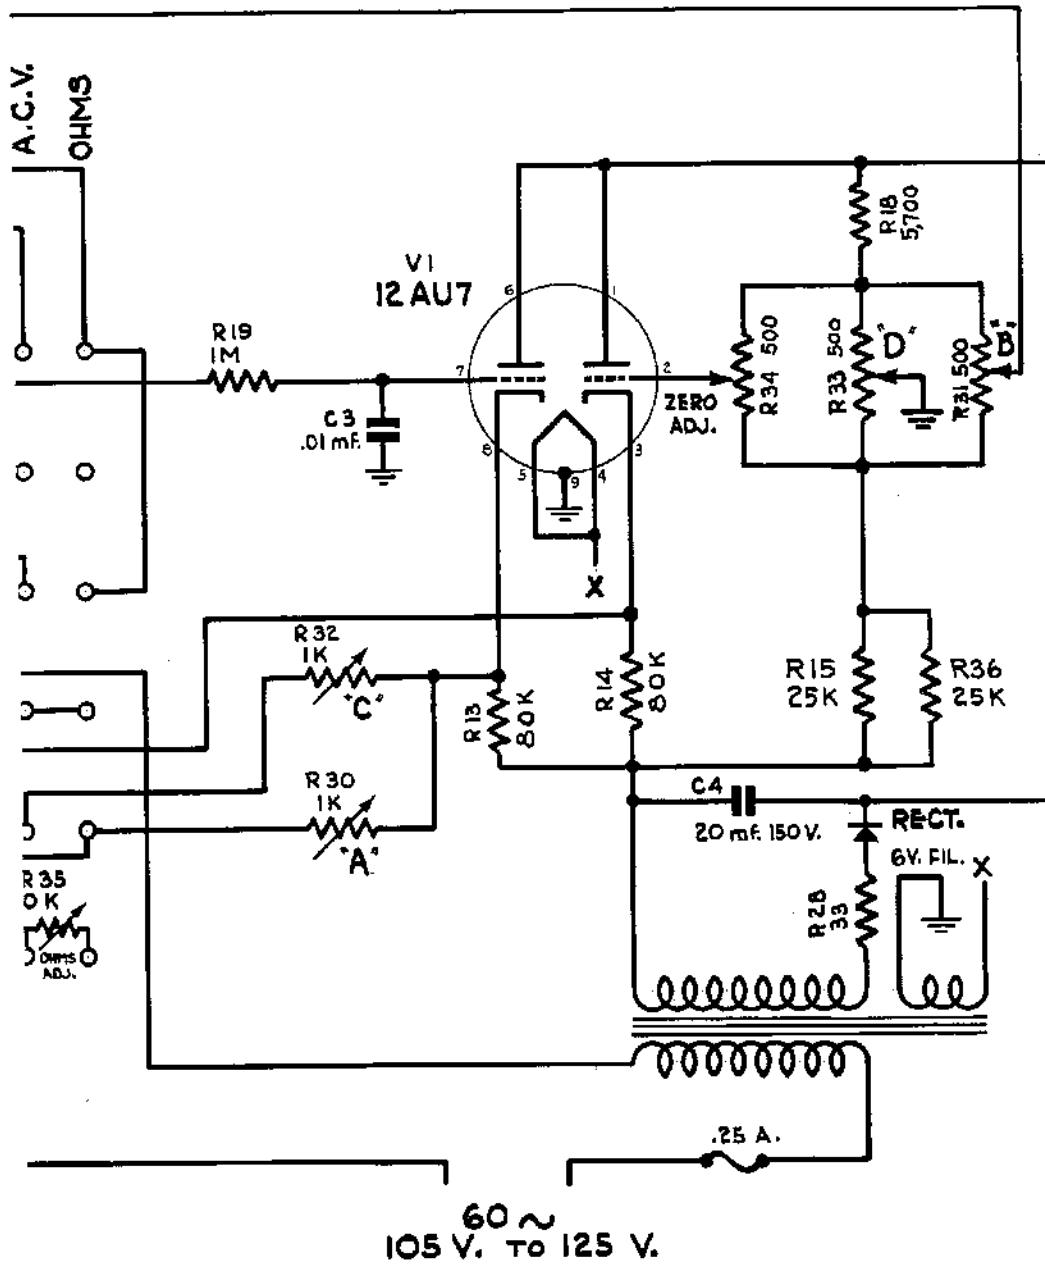 A.C.V.
OHMS
R18
5,700
V1
12AU7
6
1
R19
1M
7
2
ZERO
ADJ.
R34 500
R33 500
"D"
R31 500
"B"
C3
.01 mf.
8
5
9
4
3
X
R32
1K
"C"
R13
80K
R14
80K
R15
25K
R36
25K
R30
1K
"A"
C4
20 mf. 150V.
RECT.
6V. FIL.
X
R28
33
R35
0K
OHMS
ADJ.
.25 A.
60 ~
105 V. TO 125 V.